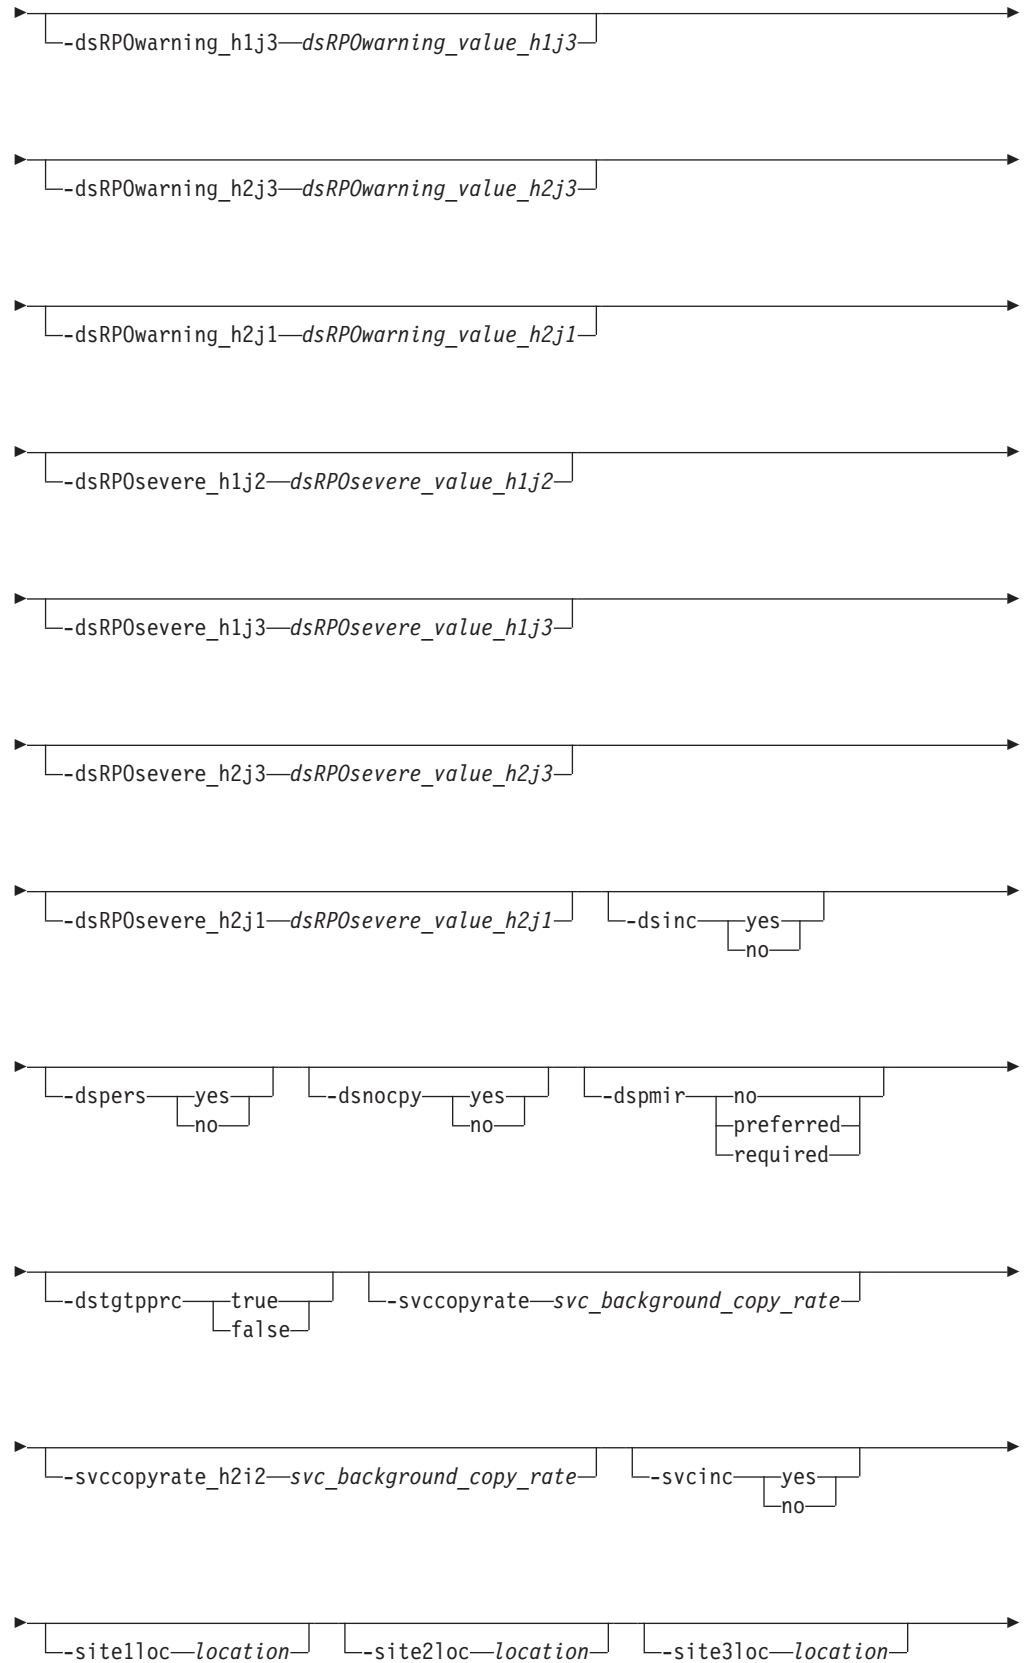 -dsRPOwarning_h1j3 dsRPOwarning_value_h1j3
-dsRPOwarning_h2j3 dsRPOwarning_value_h2j3
-dsRPOwarning_h2j1 dsRPOwarning_value_h2j1
-dsRPOsevere_h1j2 dsRPOsevere_value_h1j2
-dsRPOsevere_h1j3 dsRPOsevere_value_h1j3
-dsRPOsevere_h2j3 dsRPOsevere_value_h2j3
-dsRPOsevere_h2j1 dsRPOsevere_value_h2j1 -dsinc yes
no
-dspers yes -dsnocpy yes -dspmir no
no no preferred
required
-dstgtpprc true -svccopyrate svc_background_copy_rate
false
-svccopyrate_h2i2 svc_background_copy_rate -svcinc yes
no
-site1loc location -site2loc location -site3loc location